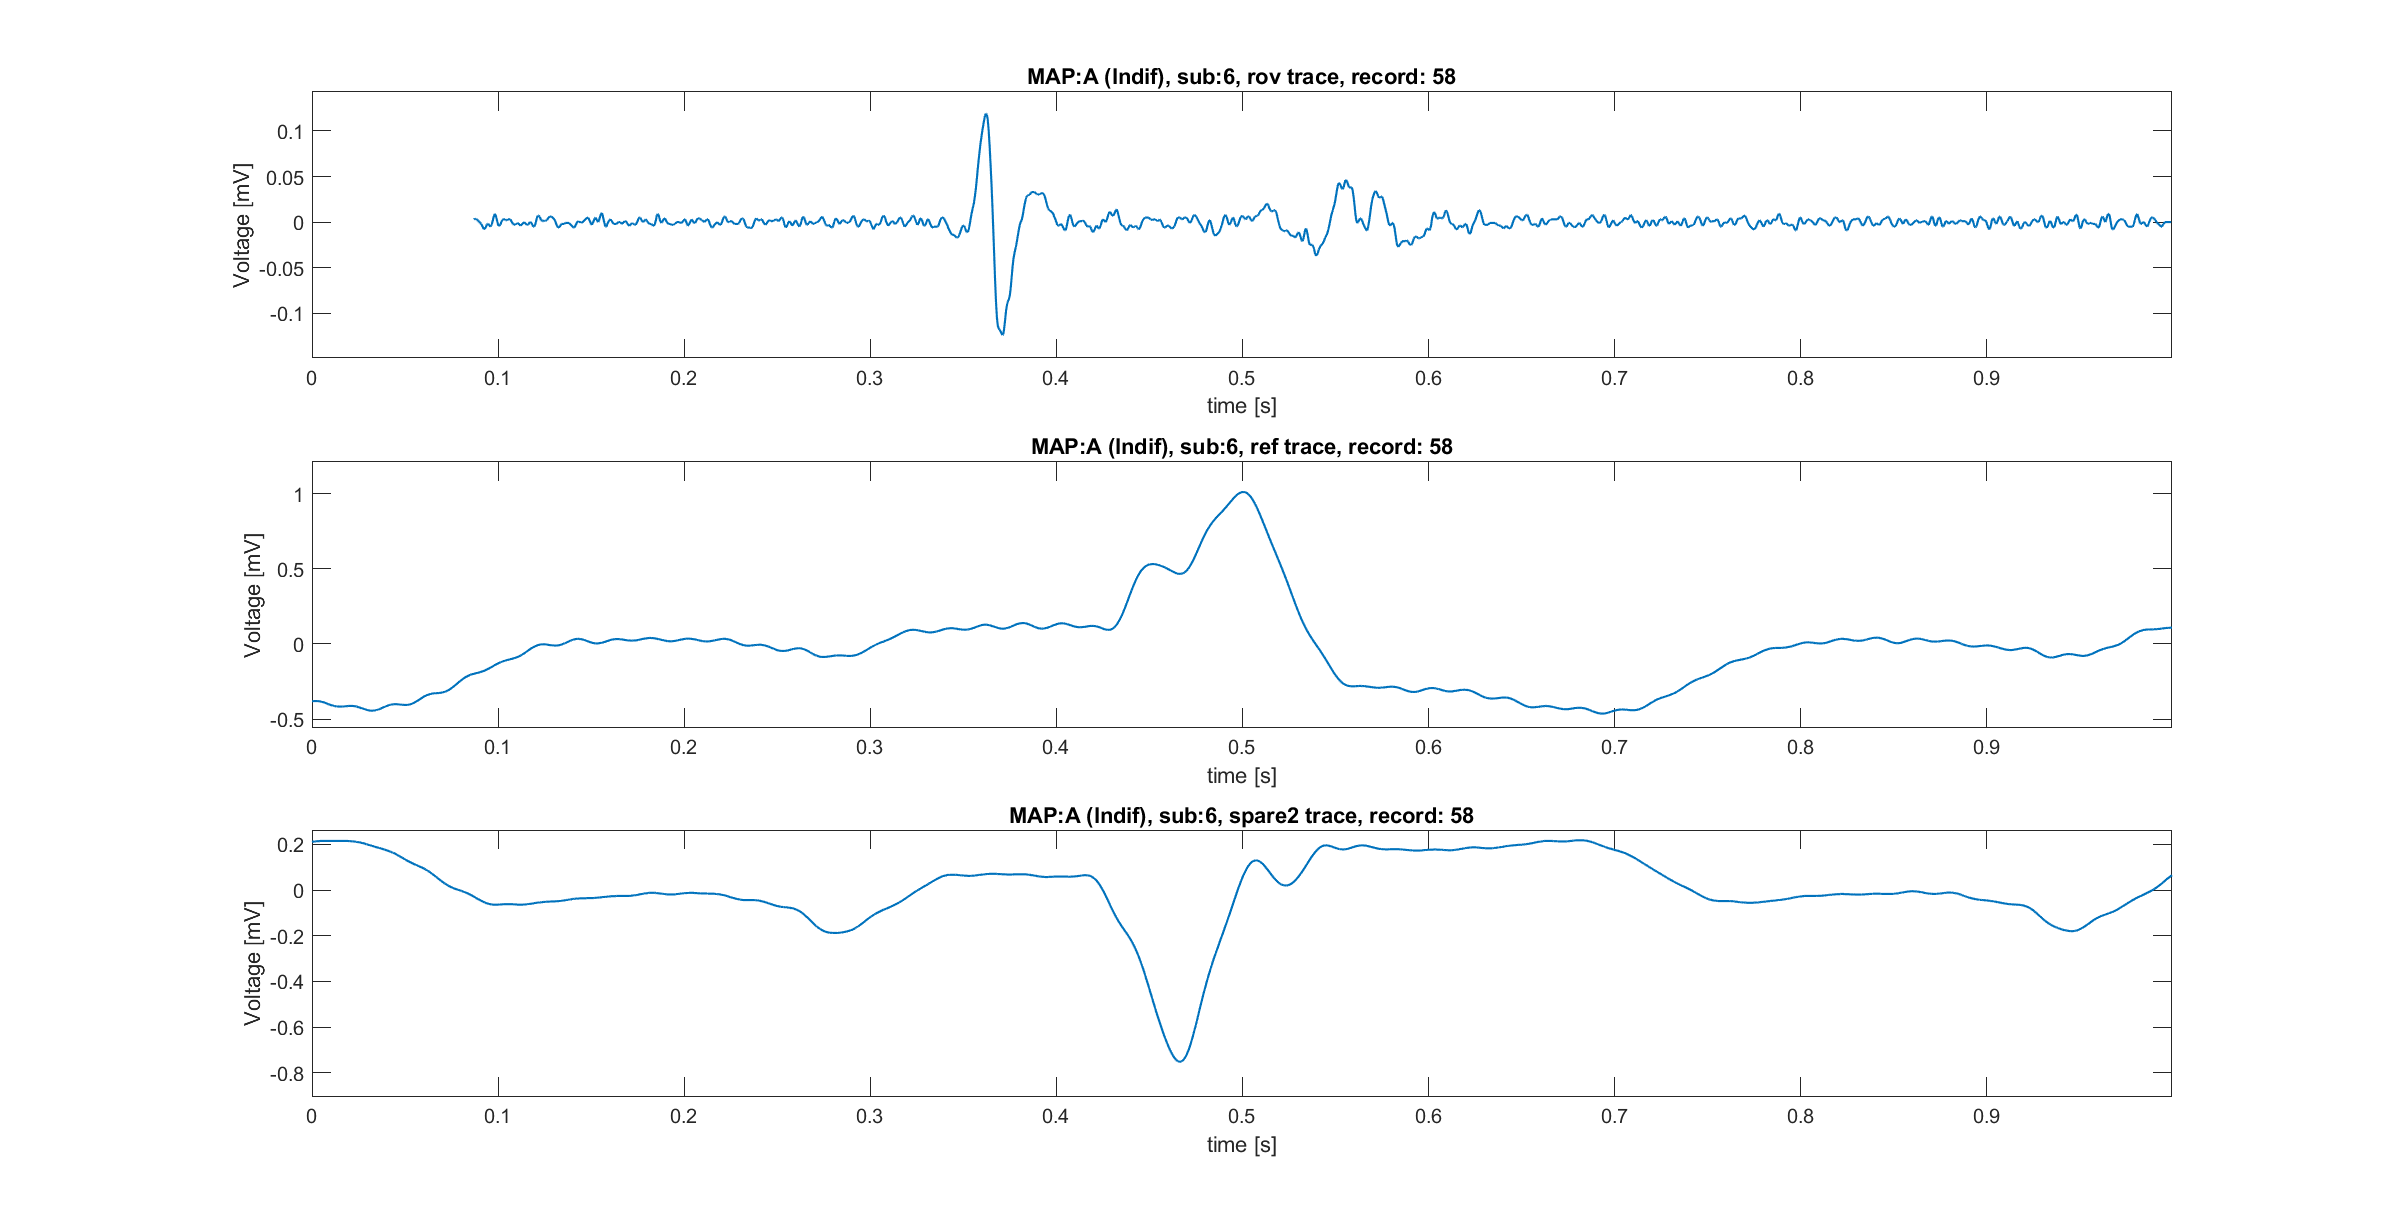 MAP:A (Indif), sub:6, rov trace, record: 58
Voltage [mV]
0.1
0.05
0
-0.05
-0.1
0 0.1 0.2 0.3 0.4 0.5 0.6 0.7 0.8 0.9
time [s]
MAP:A (Indif), sub:6, ref trace, record: 58
Voltage [mV]
1
0.5
0
-0.5
0 0.1 0.2 0.3 0.4 0.5 0.6 0.7 0.8 0.9
time [s]
MAP:A (Indif), sub:6, spare2 trace, record: 58
Voltage [mV]
0.2
0
-0.2
-0.4
-0.6
-0.8
0 0.1 0.2 0.3 0.4 0.5 0.6 0.7 0.8 0.9
time [s]